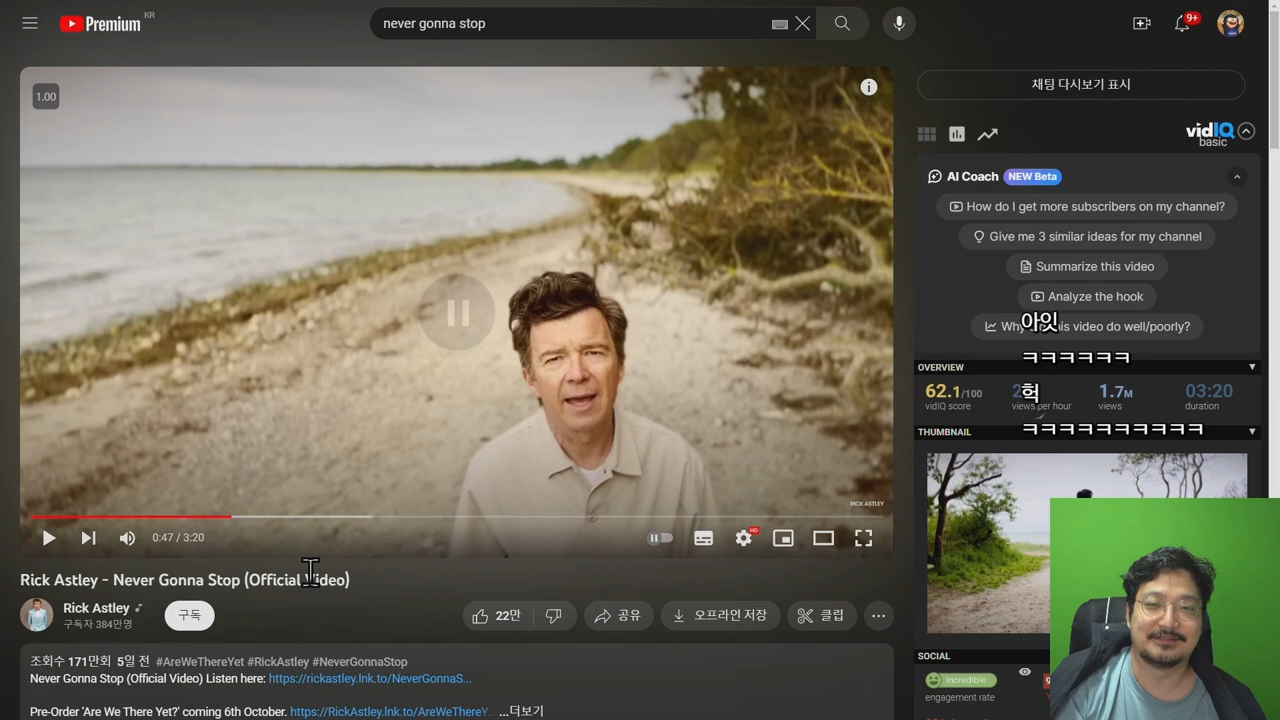 Premium KR
never gonna stop
9+
1.00
채팅 다시보기 표시
vidIQ
basic
AI Coach NEW Beta
How do I get more subscribers on my channel?
Give me 3 similar ideas for my channel
Summarize this video
Analyze the hook
this video do well/poorly?
아잇
ㅋㅋㅋㅋㅋㅋ
OVERVIEW
62.1/100
vidIQ score
views per hour
1.7M
views
03:20
duration
헉
ㅋㅋㅋㅋㅋㅋㅋㅋㅋㅋ
THUMBNAIL
RICK ASTLEY
HD
0:47 / 3:20
Rick Astley - Never Gonna Stop (Official Video)
Rick Astley
구독자 384만명
구독
22만
공유
오프라인 저장
클립
조회수 171만회 5일 전 #AreWeThereYet #RickAstley #NeverGonnaStop
Never Gonna Stop (Official Video) Listen here: https://rickastley.lnk.to/NeverGonnaS...
Pre-Order 'Are We There Yet?' coming 6th October. https://RickAstley.lnk.to/AreWeThereY. ...더보기
SOCIAL
Incredible
engagement rate